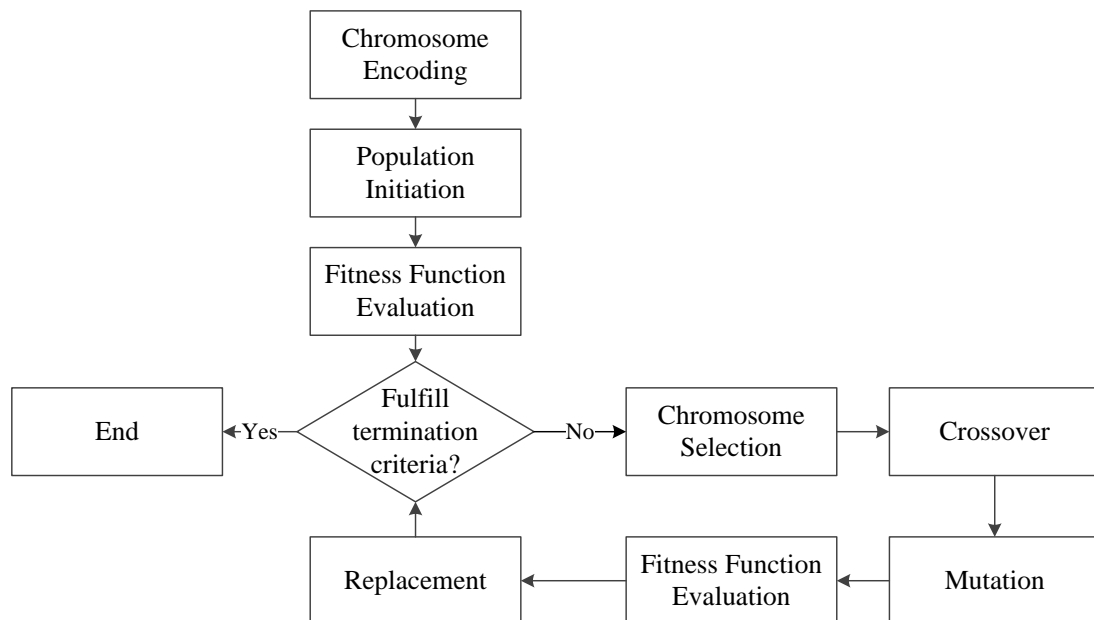 Chromosome
Encoding
Population
Initiation
Fitness Function
Evaluation
End
Yes
Fulfill
termination
criteria?
No
Chromosome
Selection
Crossover
Replacement
Fitness Function
Evaluation
Mutation